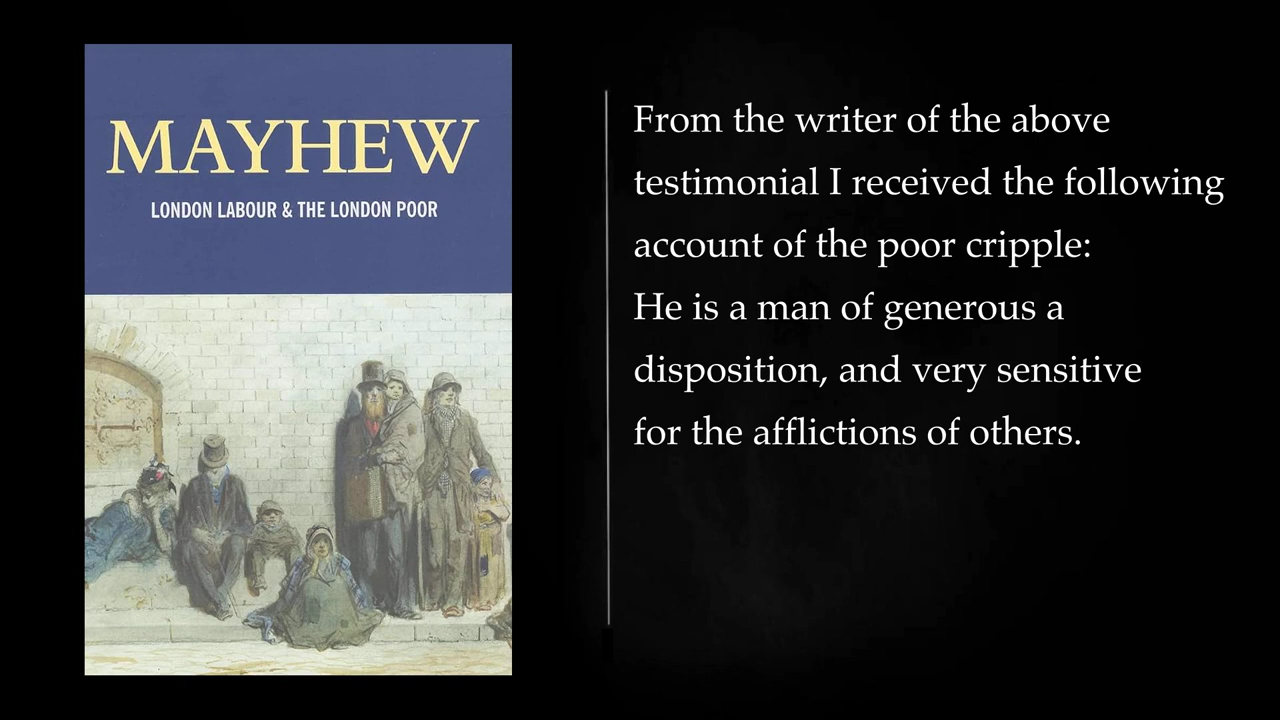 MAYHEW
LONDON LABOUR & THE LONDON POOR
From the writer of the above
testimonial I received the following
account of the poor cripple:
He is a man of generous a
disposition, and very sensitive
for the afflictions of others.